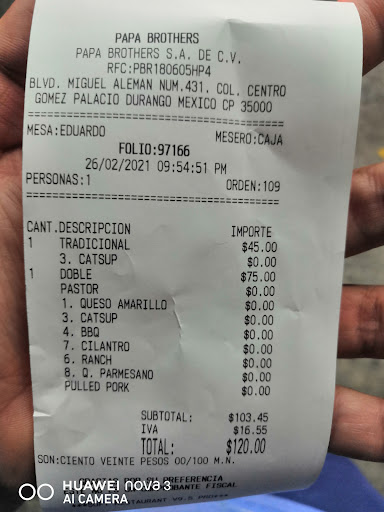 PAPA BROTHERS
PAPA BROTHERS S.A. DE C.V.
RFC:PBR180605HP4
BLVD. MIGUEL ALEMAN NUM.431. COL. CENTRO
GOMEZ PALACIO DURANGO MEXICO CP 35000
MESA:EDUARDO MESERO:CAJA
FOLIO:97166
26/02/2021 09:54:51 PM
PERSONAS:1 ORDEN:109
CANT.DESCRIPCION IMPORTE
1 TRADICIONAL $45.00
3. CATSUP $0.00
1 DOBLE $75.00
PASTOR $0.00
1. QUESO AMARILLO $0.00
3. CATSUP $0.00
4. BBQ $0.00
7. CILANTRO $0.00
6. RANCH $0.00
8. Q. PARMESANO $0.00
PULLED PORK $0.00
SUBTOTAL: $103.45
IVA $16.55
TOTAL: $120.00
SON:CIENTO VEINTE PESOS 00/100 M.N.
PREFERENCIA
FISCAL
HUAWEI nova 3
AI CAMERA